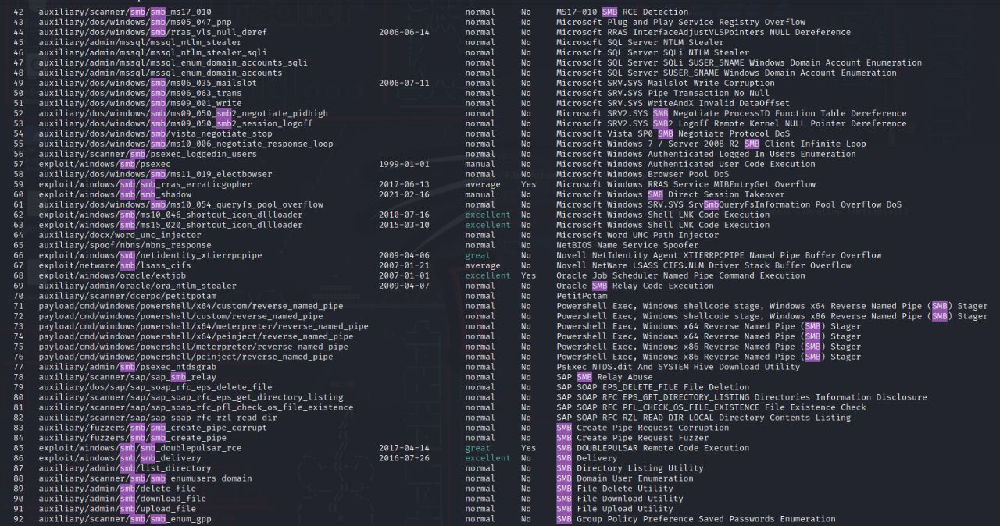 42 auxiliary/scanner/smb/smb_ms17_010 normal No MS17-010 SMB RCE Detection
43 auxiliary/dos/windows/smb/ms05_047_pnp normal No Microsoft Plug and Play Service Registry Overflow
44 auxiliary/dos/windows/smb/rras_vls_null_deref 2006-06-14 normal No Microsoft RRAS InterfaceAdjustVLSPointers NULL Dereference
45 auxiliary/admin/mssql/mssql_ntlm_stealer normal No Microsoft SQL Server NTLM Stealer
46 auxiliary/admin/mssql/mssql_ntlm_stealer_sqli normal No Microsoft SQL Server SQLi NTLM Stealer
47 auxiliary/admin/mssql/mssql_enum_domain_accounts_sqli normal No Microsoft SQL Server SQLi SUSER_SNAME Windows Domain Account Enumeration
48 auxiliary/admin/mssql/mssql_enum_domain_accounts normal No Microsoft SQL Server SUSER_SNAME Windows Domain Account Enumeration
49 auxiliary/dos/windows/smb/ms06_035_mailslot 2006-07-11 normal No Microsoft SRV.SYS Mailslot Write Corruption
50 auxiliary/dos/windows/smb/ms06_063_trans normal No Microsoft SRV.SYS Pipe Transaction No Null
51 auxiliary/dos/windows/smb/ms09_001_write normal No Microsoft SRV.SYS WriteAndX Invalid DataOffset
52 auxiliary/dos/windows/smb/ms09_050_smb2_negotiate_pidhigh normal No Microsoft SRV2.SYS SMB Negotiate ProcessID Function Table Dereference
53 auxiliary/dos/windows/smb/ms09_050_smb2_session_logoff normal No Microsoft SRV2.SYS SMB2 Logoff Remote Kernel NULL Pointer Dereference
54 auxiliary/dos/windows/smb/vista_negotiate_stop normal No Microsoft Vista SP0 SMB Negotiate Protocol DoS
55 auxiliary/dos/windows/smb/ms10_006_negotiate_response_loop normal No Microsoft Windows 7 / Server 2008 R2 SMB Client Infinite Loop
56 auxiliary/scanner/smb/psexec_loggedin_users normal No Microsoft Windows Authenticated Logged In Users Enumeration
57 exploit/windows/smb/psexec 1999-01-01 manual No Microsoft Windows Authenticated User Code Execution
58 auxiliary/dos/windows/smb/ms11_019_electbowser normal No Microsoft Windows Browser Pool DoS
59 exploit/windows/smb/smb_rras_erraticgopher 2017-06-13 average Yes Microsoft Windows RRAS Service MIBEntryGet Overflow
60 exploit/windows/smb/smb_shadow 2021-02-16 manual No Microsoft Windows SMB Direct Session Takeover
61 auxiliary/dos/windows/smb/ms10_054_queryfs_pool_overflow normal No Microsoft Windows SRV.SYS SrvSmbQueryFsInformation Pool Overflow DoS
62 exploit/windows/smb/ms10_046_shortcut_icon_dllloader 2010-07-16 excellent No Microsoft Windows Shell LNK Code Execution
63 exploit/windows/smb/ms15_020_shortcut_icon_dllloader 2015-03-10 excellent No Microsoft Windows Shell LNK Code Execution
64 auxiliary/docx/word_unc_injector normal No Microsoft Word UNC Path Injector
65 auxiliary/spoof/nbns/nbns_response normal No NetBIOS Name Service Spoofer
66 exploit/windows/smb/netidentity_xtierrpcpipe 2009-04-06 great No Novell NetIdentity Agent XTIERRPCPIPE Named Pipe Buffer Overflow
67 exploit/netware/smb/lsass_cifs 2007-01-21 average No Novell NetWare LSASS CIFS.NLM Driver Stack Buffer Overflow
68 exploit/windows/oracle/extjob 2007-01-01 excellent Yes Oracle Job Scheduler Named Pipe Command Execution
69 auxiliary/admin/oracle/ora_ntlm_stealer 2009-04-07 normal No Oracle SMB Relay Code Execution
70 auxiliary/scanner/dcerpc/petitpotam normal No PetitPotam
71 payload/cmd/windows/powershell/x64/custom/reverse_named_pipe normal No Powershell Exec, Windows shellcode stage, Windows x64 Reverse Named Pipe (SMB) Stager
72 payload/cmd/windows/powershell/custom/reverse_named_pipe normal No Powershell Exec, Windows shellcode stage, Windows x86 Reverse Named Pipe (SMB) Stager
73 payload/cmd/windows/powershell/x64/meterpreter/reverse_named_pipe normal No Powershell Exec, Windows x64 Reverse Named Pipe (SMB) Stager
74 payload/cmd/windows/powershell/x64/peinject/reverse_named_pipe normal No Powershell Exec, Windows x64 Reverse Named Pipe (SMB) Stager
75 payload/cmd/windows/powershell/meterpreter/reverse_named_pipe normal No Powershell Exec, Windows x86 Reverse Named Pipe (SMB) Stager
76 payload/cmd/windows/powershell/peinject/reverse_named_pipe normal No Powershell Exec, Windows x86 Reverse Named Pipe (SMB) Stager
77 auxiliary/admin/smb/psexec_ntdsgrab normal No PsExec NTDS.dit And SYSTEM Hive Download Utility
78 auxiliary/scanner/sap/sap_smb_relay normal No SAP SMB Relay Abuse
79 auxiliary/dos/sap/sap_soap_rfc_eps_delete_file normal No SAP SOAP EPS_DELETE_FILE File Deletion
80 auxiliary/scanner/sap/sap_soap_rfc_eps_get_directory_listing normal No SAP SOAP RFC EPS_GET_DIRECTORY_LISTING Directories Information Disclosure
81 auxiliary/scanner/sap/sap_soap_rfc_pfl_check_os_file_existence normal No SAP SOAP RFC PFL_CHECK_OS_FILE_EXISTENCE File Existence Check
82 auxiliary/scanner/sap/sap_soap_rfc_rzl_read_dir normal No SAP SOAP RFC RZL_READ_DIR_LOCAL Directory Contents Listing
83 auxiliary/fuzzers/smb/smb_create_pipe_corrupt normal No SMB Create Pipe Request Corruption
84 auxiliary/fuzzers/smb/smb_create_pipe normal No SMB Create Pipe Request Fuzzer
85 exploit/windows/smb/smb_doublepulsar_rce 2017-04-14 great Yes SMB DOUBLEPULSAR Remote Code Execution
86 exploit/windows/smb/smb_delivery 2016-07-26 excellent No SMB Delivery
87 auxiliary/admin/smb/list_directory normal No SMB Directory Listing Utility
88 auxiliary/scanner/smb/smb_enumusers_domain normal No SMB Domain User Enumeration
89 auxiliary/admin/smb/delete_file normal No SMB File Delete Utility
90 auxiliary/admin/smb/download_file normal No SMB File Download Utility
91 auxiliary/admin/smb/upload_file normal No SMB File Upload Utility
92 auxiliary/scanner/smb/smb_enum_gpp normal No SMB Group Policy Preference Saved Passwords Enumeration